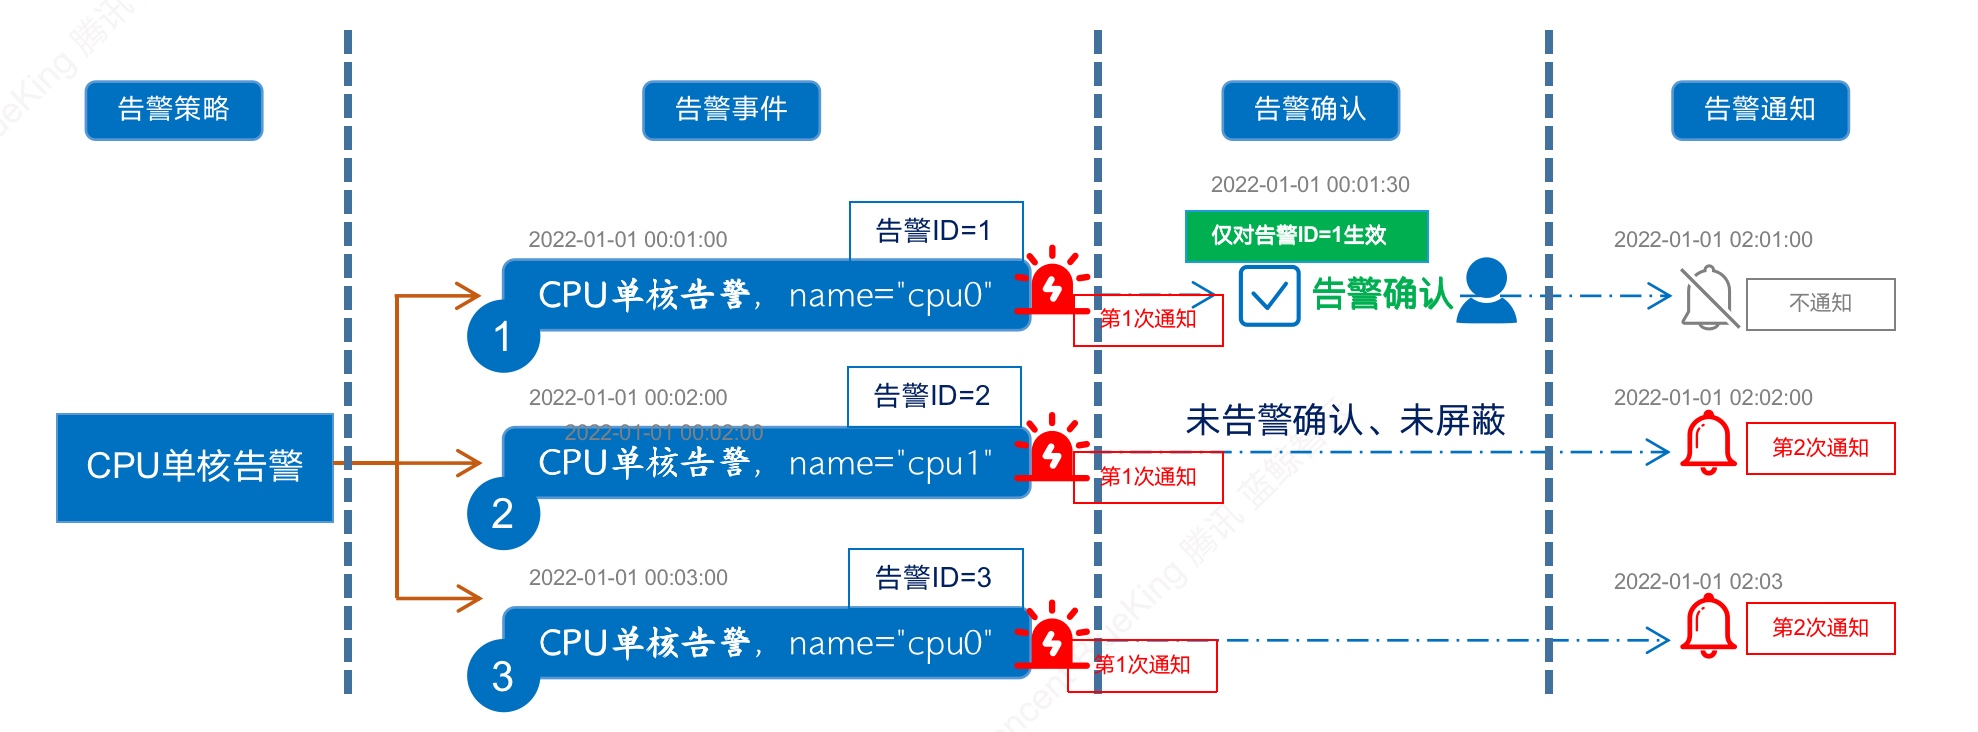 告警策略
告警事件
告警确认
告警通知
2022-01-01 00:01:30
告警ID=1
仅对告警ID=1生效
2022-01-01 00:01:00
2022-01-01 02:01:00
CPU单核告警，name="cpu0"
告警确认
不通知
第1次通知
1
告警ID=2
2022-01-01 00:02:00
2022-01-01 02:02:00
未告警确认、未屏蔽
2022-01-01 00:02:00
第2次通知
CPU单核告警
CPU单核告警，name="cpu1"
第1次通知
2
告警ID=3
2022-01-01 00:03:00
2022-01-01 02:03
第2次通知
CPU单核告警，name="cpu0"
第1次通知
3